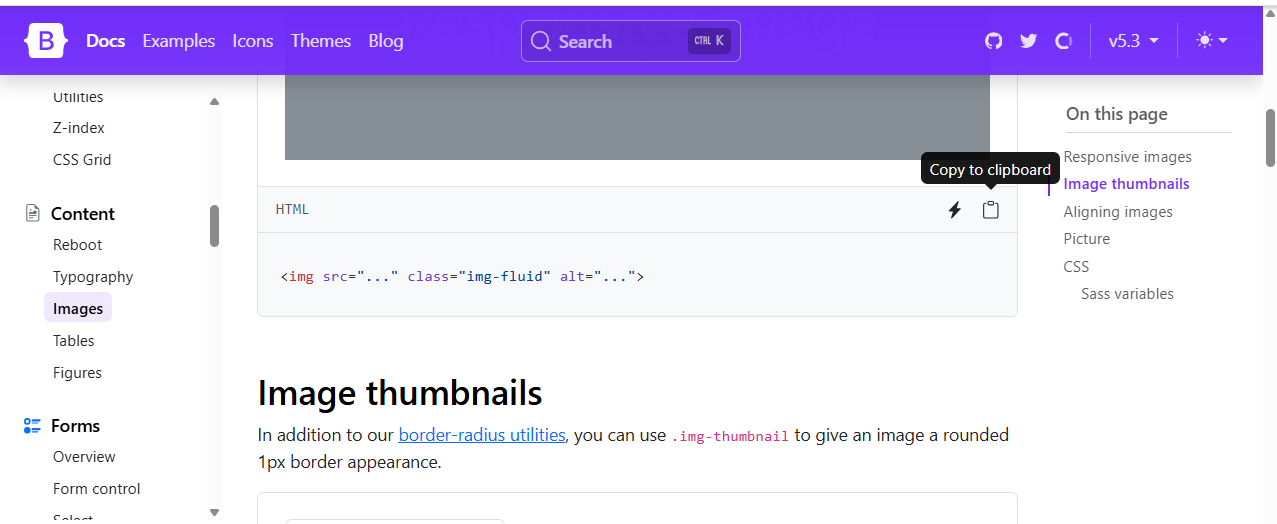 B Docs Examples Icons Themes Blog Search CTRL K v5.3
Utilities
Z-index
CSS Grid
Content
Reboot
Typography
Images
Tables
Figures
Forms
Overview
Form control
Select
Copy to clipboard
HTML
<img src="..." class="img-fluid" alt="...">
Image thumbnails
In addition to our border-radius utilities, you can use .img-thumbnail to give an image a rounded
1px border appearance.
On this page
Responsive images
Image thumbnails
Aligning images
Picture
CSS
Sass variables